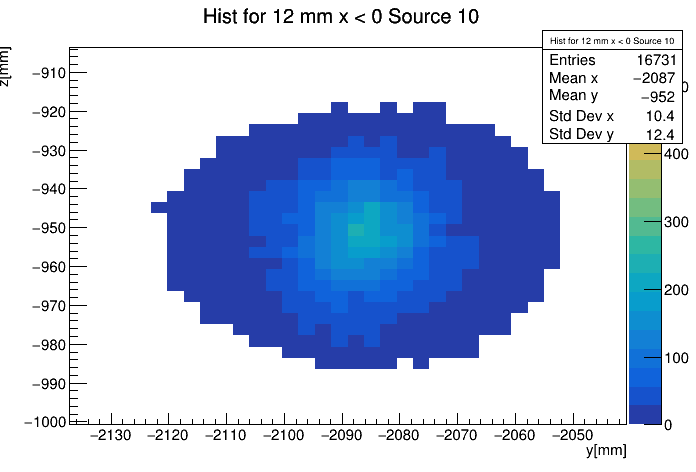 Hist for 12 mm x < 0 Source 10
z[mm]
Hist for 12 mm x < 0 Source 10
Entries 16731
Mean x −2087
Mean y −952
Std Dev x 10.4
Std Dev y 12.4
−910
−920
−930
−940
−950
−960
−970
−980
−990
−1000
0
400
300
200
100
0
−2130 −2120 −2110 −2100 −2090 −2080 −2070 −2060 −2050
y[mm]